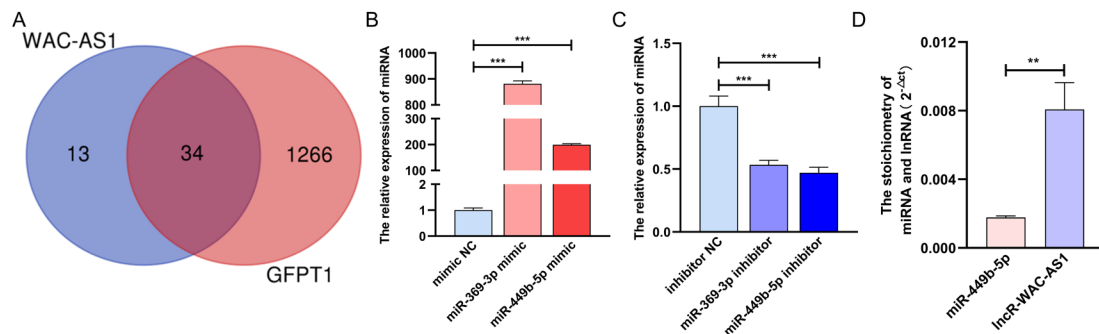 A
WAC-AS1
13
34
1266
GFPT1
B
The relative expression of miRNA
1000
900
800
700
600
300
200
100
2
1
0
***
***
mimic NC
miR-369-3p mimic
miR-449b-5p mimic
C
The relative expression of miRNA
1.5
1.0
0.5
0.0
***
***
inhibitor NC
miR-369-3p inhibitor
miR-449b-5p inhibitor
D
The stoichiometry of
miRNA and lnRNA( 2-Δct)
0.012
0.008
0.004
0.000
**
miR-449b-5p
lncR-WAC-AS1